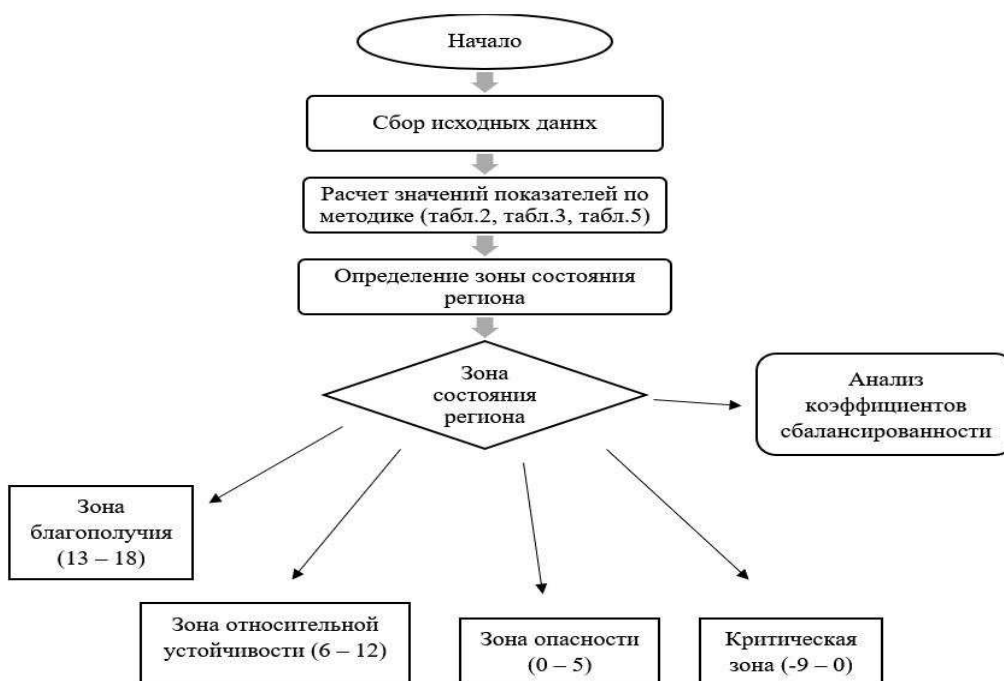 Начало
Сбор исходных даннх
Расчет значений показателей по
методике (табл.2, табл.3, табл.5)
Определение зоны состояния
региона
Зона
состояния
региона
Анализ
коэффициентов
сбалансированности
Зона
благополучия
(13 – 18)
Зона относительной
устойчивости (6 – 12)
Зона опасности
(0 – 5)
Критическая
зона (-9 – 0)